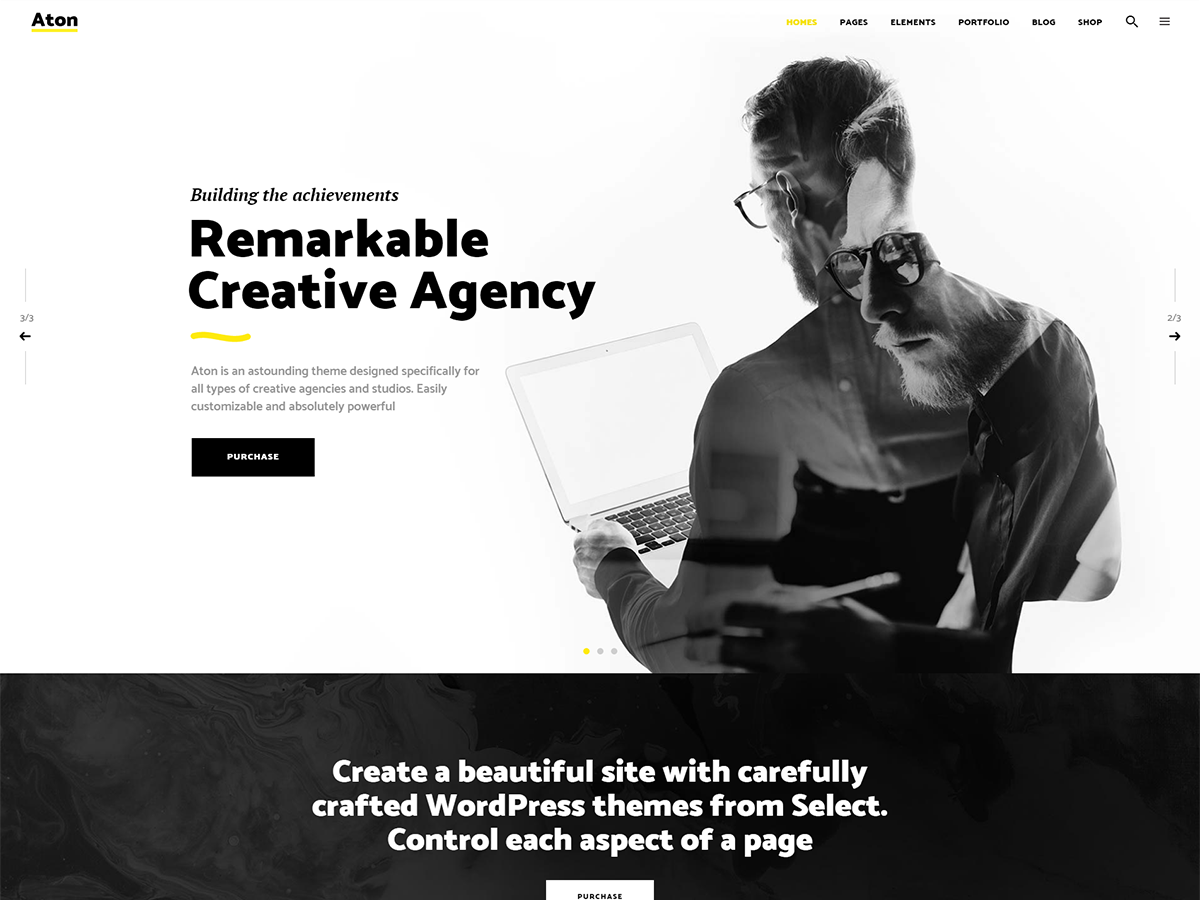 Aton
HOMES PAGES ELEMENTS PORTFOLIO BLOG SHOP
Building the achievements
Remarkable
Creative Agency
3/3
2/3
Aton is an astounding theme designed specifically for
all types of creative agencies and studios. Easily
customizable and absolutely powerful
PURCHASE
Create a beautiful site with carefully
crafted WordPress themes from Select.
Control each aspect of a page
PURCHASE